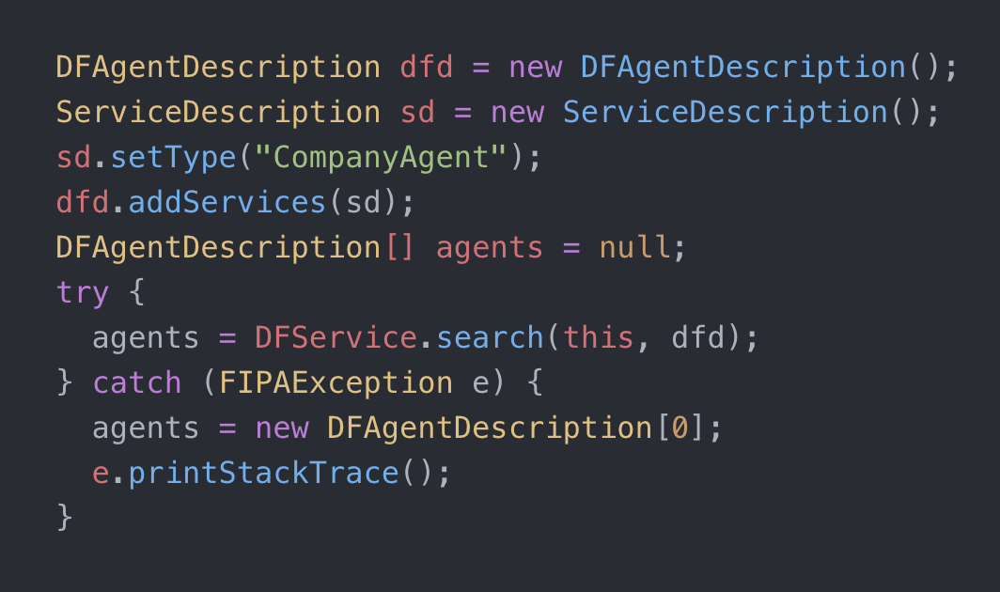 DFAgentDescription dfd = new DFAgentDescription();
ServiceDescription sd = new ServiceDescription();
sd.setType("CompanyAgent");
dfd.addServices(sd);
DFAgentDescription[] agents = null;
try {
  agents = DFService.search(this, dfd);
} catch (FIPAException e) {
  agents = new DFAgentDescription[0];
  e.printStackTrace();
}